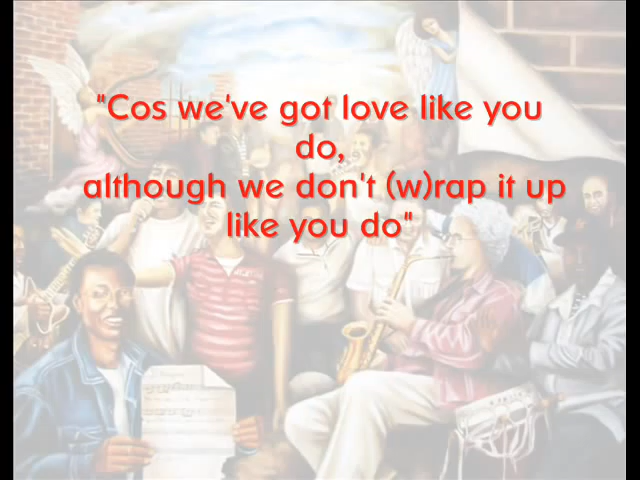 "Cos we've got love like you
do,
although we don't (w)rap it up
like you do"